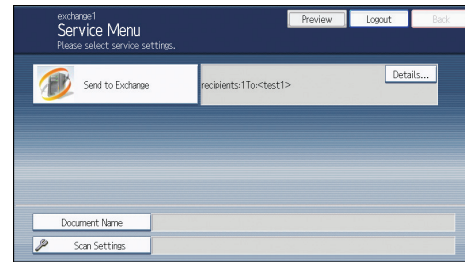 exchange1
Service Menu
Please select service settings.
Preview
Logout
Back
Send to Exchange
recipients:1To:<test1>
Details...
Document Name
Scan Settings